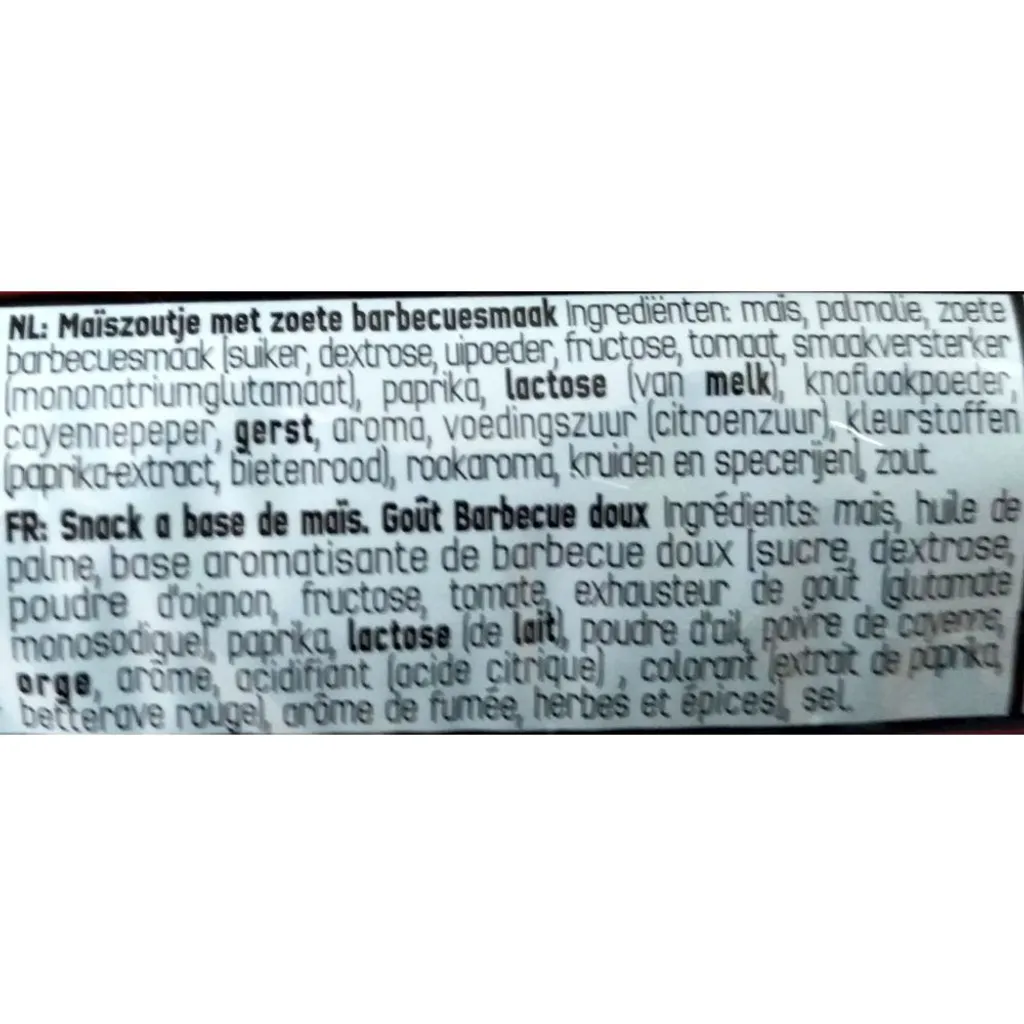 NL: Maïszoutje met zoete barbecuesmaak Ingrediënten: maïs, palmolie, zoete
barbecuesmaak [suiker, dextrose, uipoeder, fructose, tomaat, smaakversterker
(mononatriumglutamaat), paprika, lactose (van melk), knoflookpoeder,
cayennepeper, gerst, aroma, voedingszuur (citroenzuur), kleurstoffen
(paprika-extract, bietenrood), rookaroma, kruiden en specerijen], zout.
FR: Snack a base de maïs. Goût Barbecue doux Ingrédients: maïs, huile de
palme, base aromatisante de barbecue doux [sucre, dextrose,
poudre d'oignon, fructose, tomate, exhausteur de goût (glutamate
monosodique), paprika, lactose (de lait), poudre d'ail, poivre de cayenne,
orge, arôme, acidifiant (acide citrique) , colorant (extrait de paprika,
betterave rouge), arôme de fumée, herbes et épices], sel.